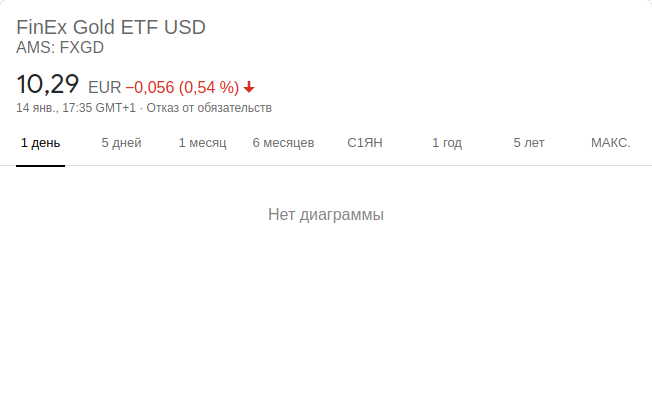 FinEx Gold ETF USD
AMS: FXGD
10,29 EUR −0,056 (0,54 %)
14 янв., 17:35 GMT+1 · Отказ от обязательств
1 день 5 дней 1 месяц 6 месяцев С1ЯН 1 год 5 лет МАКС.
Нет диаграммы